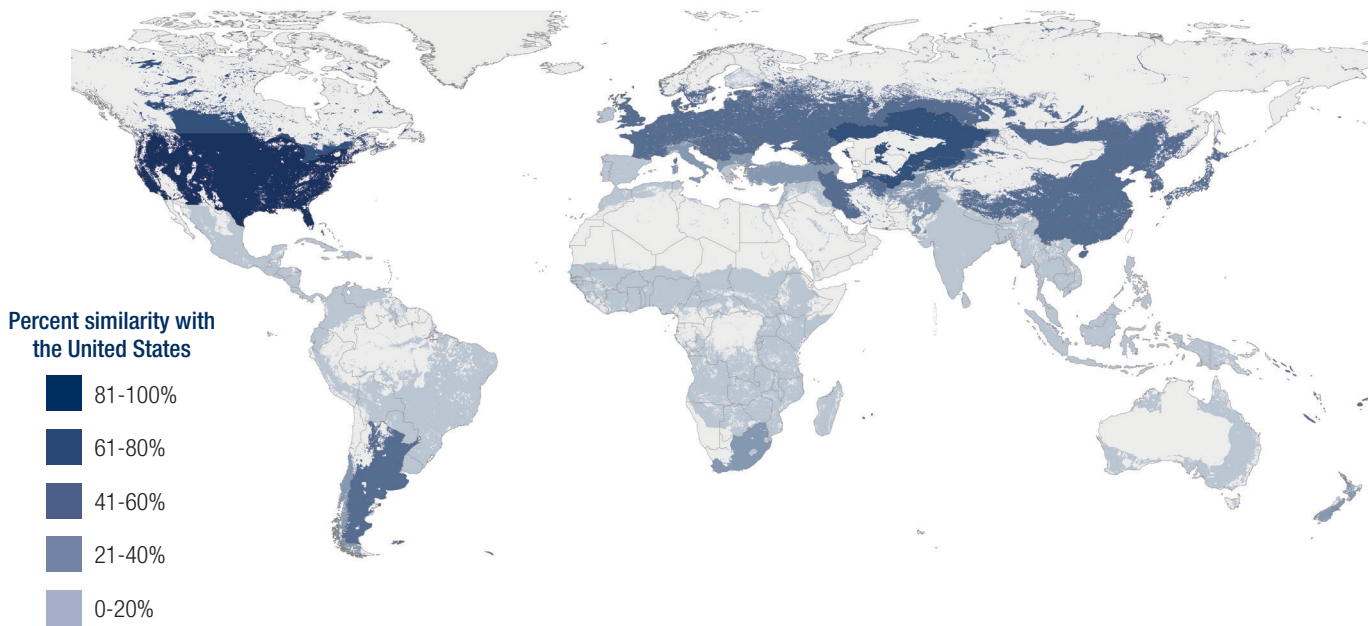 Percent similarity with
the United States
81-100%
61-80%
41-60%
21-40%
0-20%